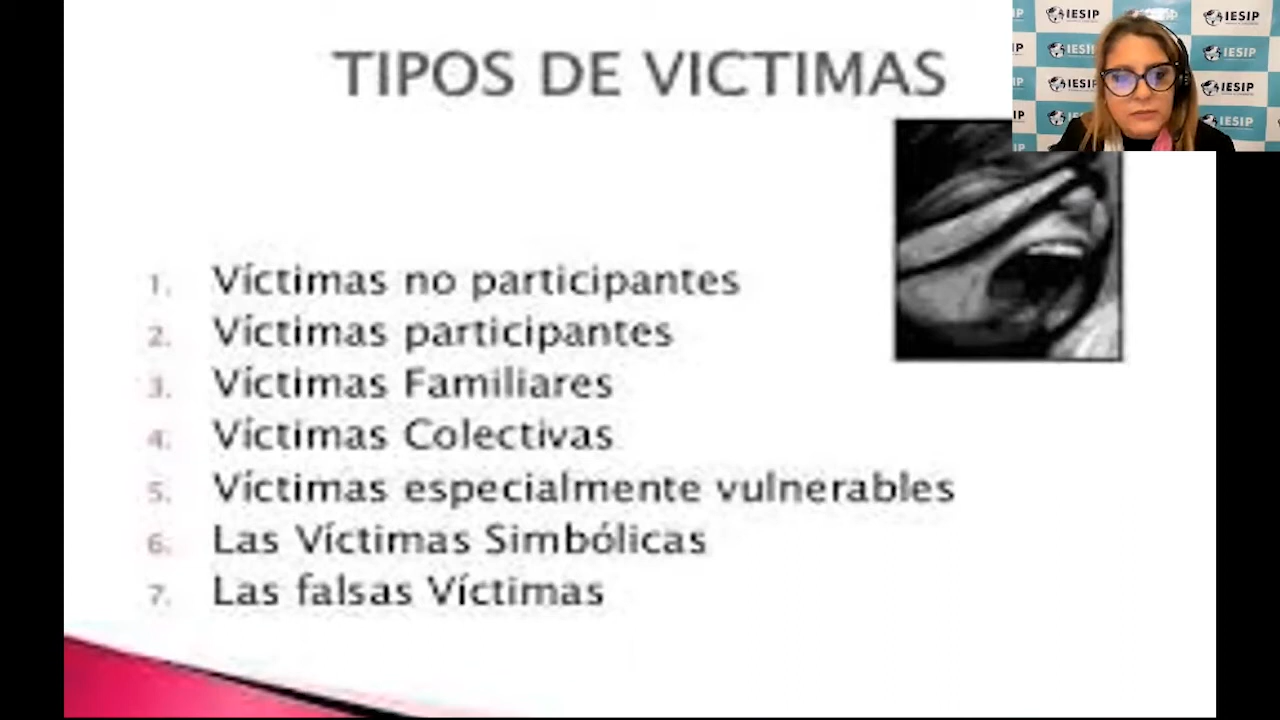 TIPOS DE VICTIMAS
1. Víctimas no participantes
2. Víctimas participantes
3. Víctimas Familiares
4. Víctimas Colectivas
5. Víctimas especialmente vulnerables
6. Las Víctimas Simbólicas
7. Las falsas Víctimas
IESIP
IESIP
IESIP
IESIP
IESIP
IESIP
IESIP